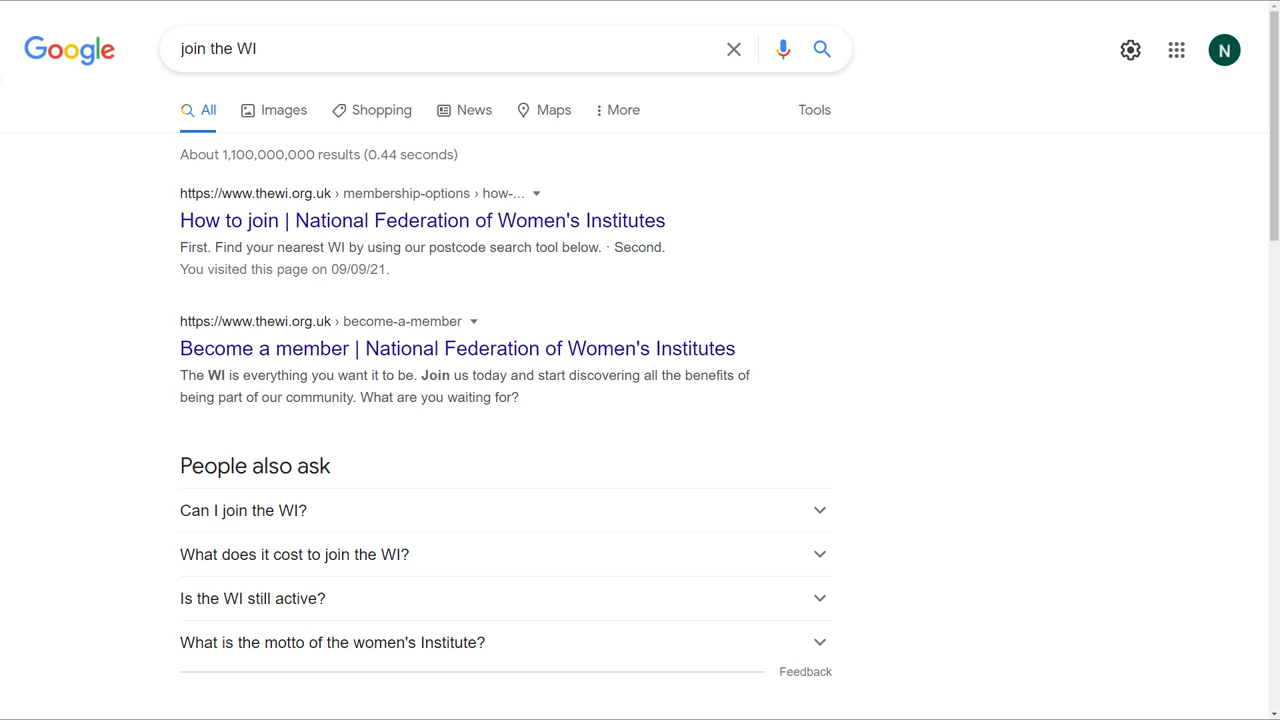 Google
join the WI
N
All Images Shopping News Maps More Tools
About 1,100,000,000 results (0.44 seconds)
https://www.thewi.org.uk › membership-options › how-...
How to join | National Federation of Women's Institutes
First. Find your nearest WI by using our postcode search tool below. · Second.
You visited this page on 09/09/21.
https://www.thewi.org.uk › become-a-member
Become a member | National Federation of Women's Institutes
The WI is everything you want it to be. Join us today and start discovering all the benefits of
being part of our community. What are you waiting for?
People also ask
Can I join the WI?
What does it cost to join the WI?
Is the WI still active?
What is the motto of the women's Institute?
Feedback